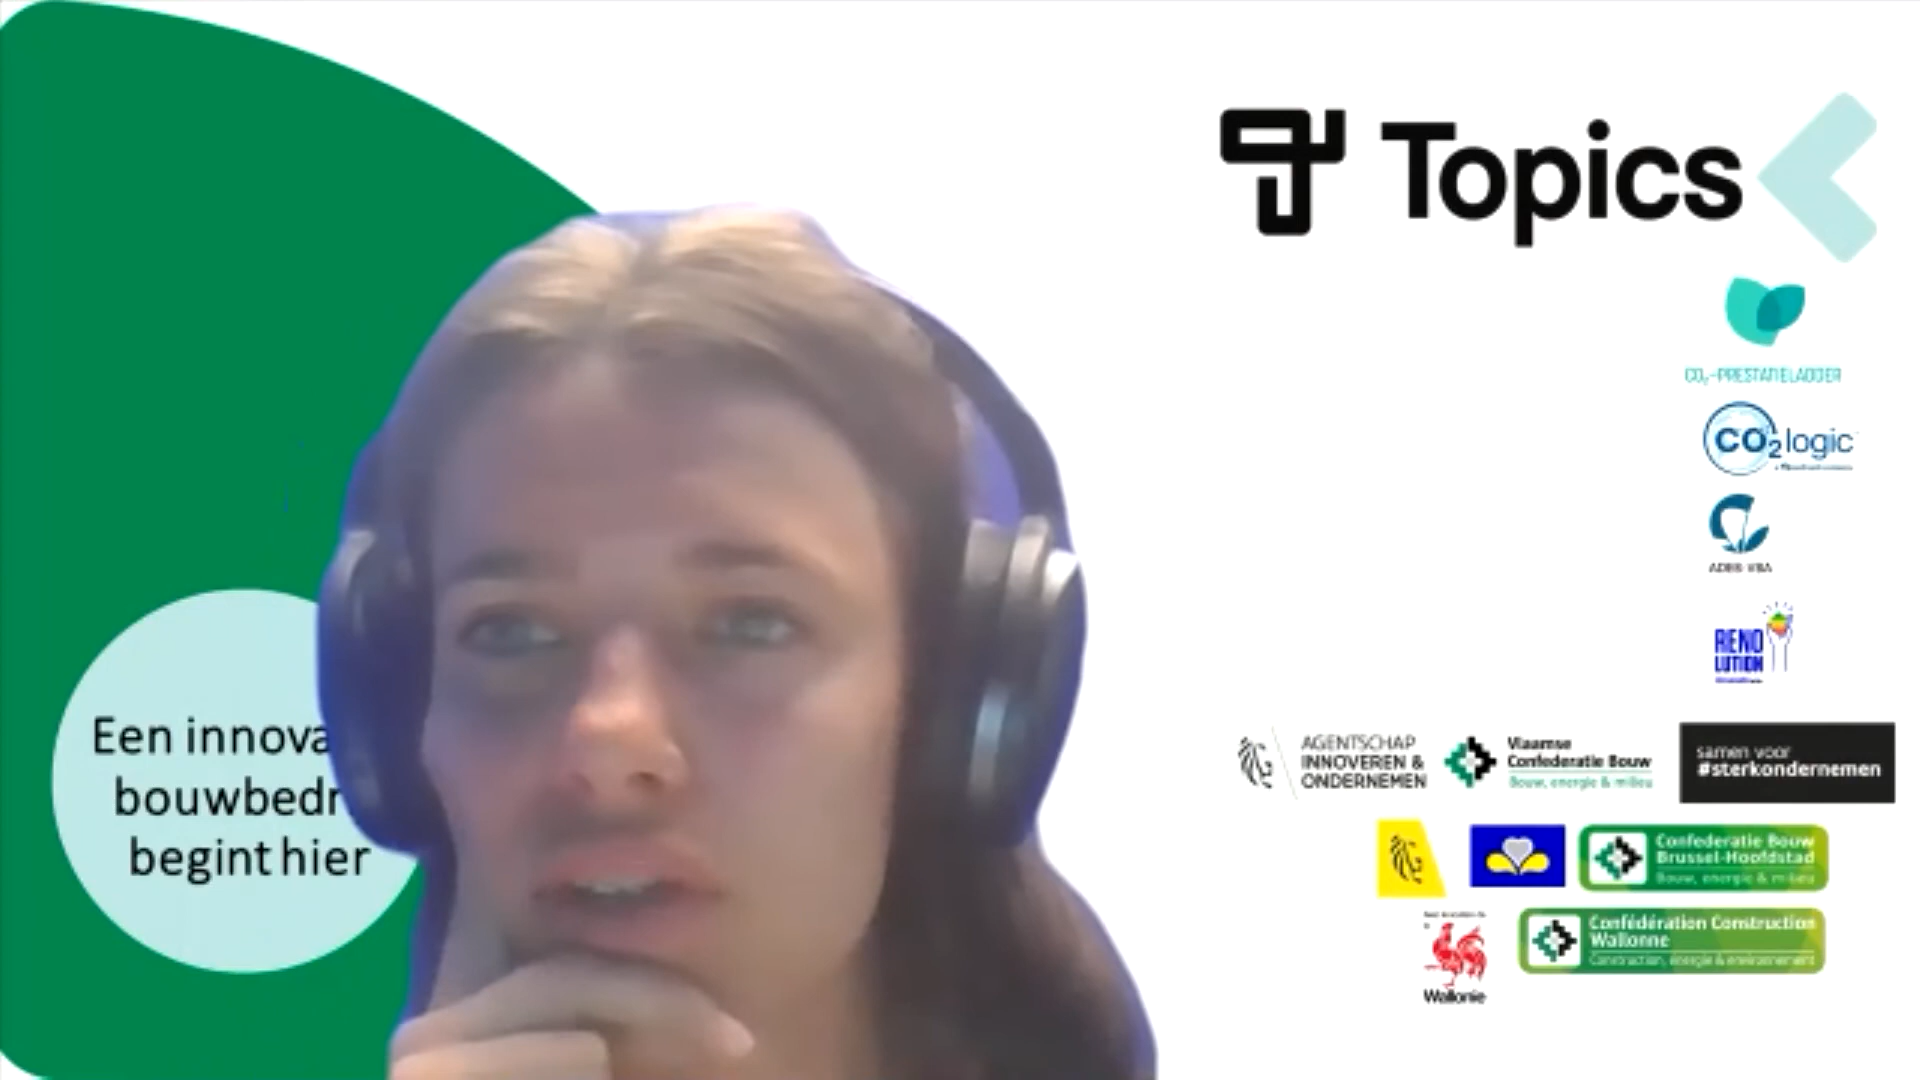 Topics
CO₂-PRESTATIELADDER
CO2logic
ADEB-VBA
RENO
LUTION
Een innova
bouwbedr
begint hier
AGENTSCHAP
INNOVEREN &
ONDERNEMEN
Vlaamse
Confederatie Bouw
Bouw, energie & milieu
samen voor
#sterkondernemen
Confederatie Bouw
Brussel-Hoofdstad
Bouw, energie & milieu
Confédération Construction
Wallonne
Construction, énergie & environnement
Wallonie